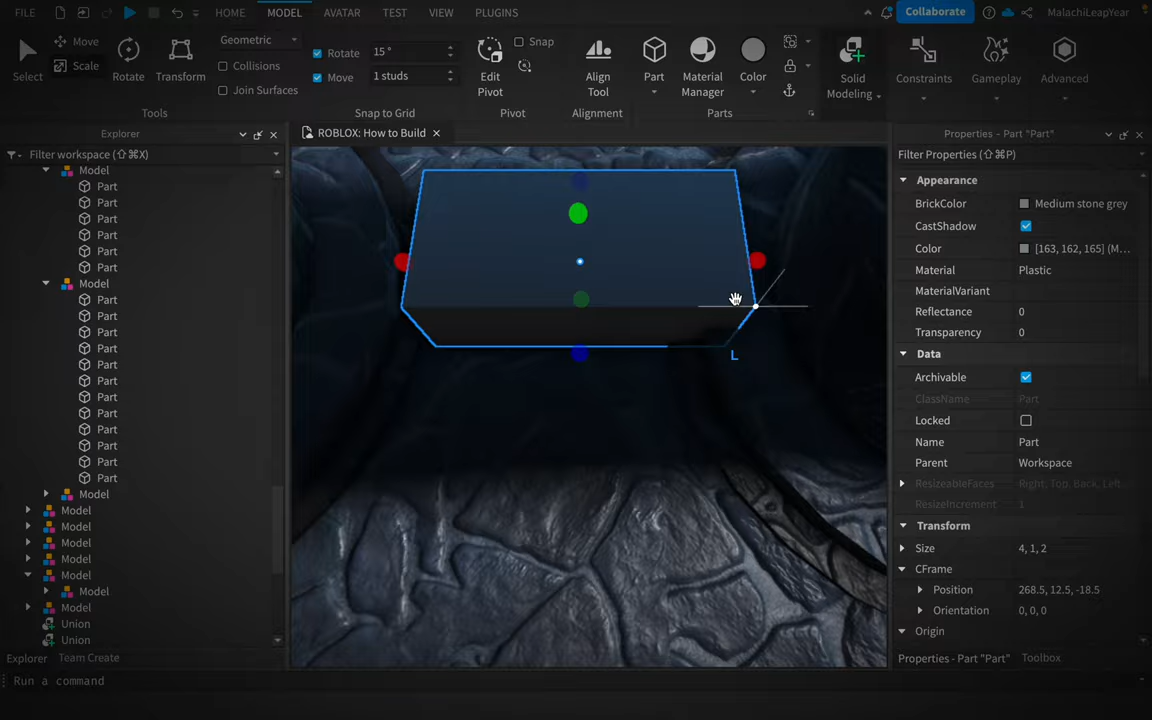 FILE HOME MODEL AVATAR TEST VIEW PLUGINS Collaborate MalachiLeapYear
Select
Move
Scale
Rotate
Transform
Tools
Geometric
Collisions
Join Surfaces
Rotate 15 °
Move 1 studs
Snap to Grid
Edit
Pivot
Snap
Pivot
Align
Tool
Alignment
Part
Material
Manager
Color
Parts
Solid
Modeling
Constraints
Gameplay
Advanced
Explorer
Filter workspace (⇧⌘X)
Model
Part
Part
Part
Part
Part
Part
Model
Part
Part
Part
Part
Part
Part
Part
Part
Part
Part
Part
Part
Model
Model
Model
Model
Model
Model
Model
Model
Union
Union
Explorer Team Create
Run a command
ROBLOX: How to Build
L
Properties - Part "Part"
Filter Properties (⇧⌘P)
Appearance
BrickColor Medium stone grey
CastShadow
Color [163, 162, 165] (M...
Material Plastic
MaterialVariant
Reflectance 0
Transparency 0
Data
Archivable
ClassName Part
Locked
Name Part
Parent Workspace
ResizeableFaces Right, Top, Back, Left...
ResizeIncrement 1
Transform
Size 4, 1, 2
CFrame
Position 268.5, 12.5, -18.5
Orientation 0, 0, 0
Origin
Properties - Part "Part" Toolbox